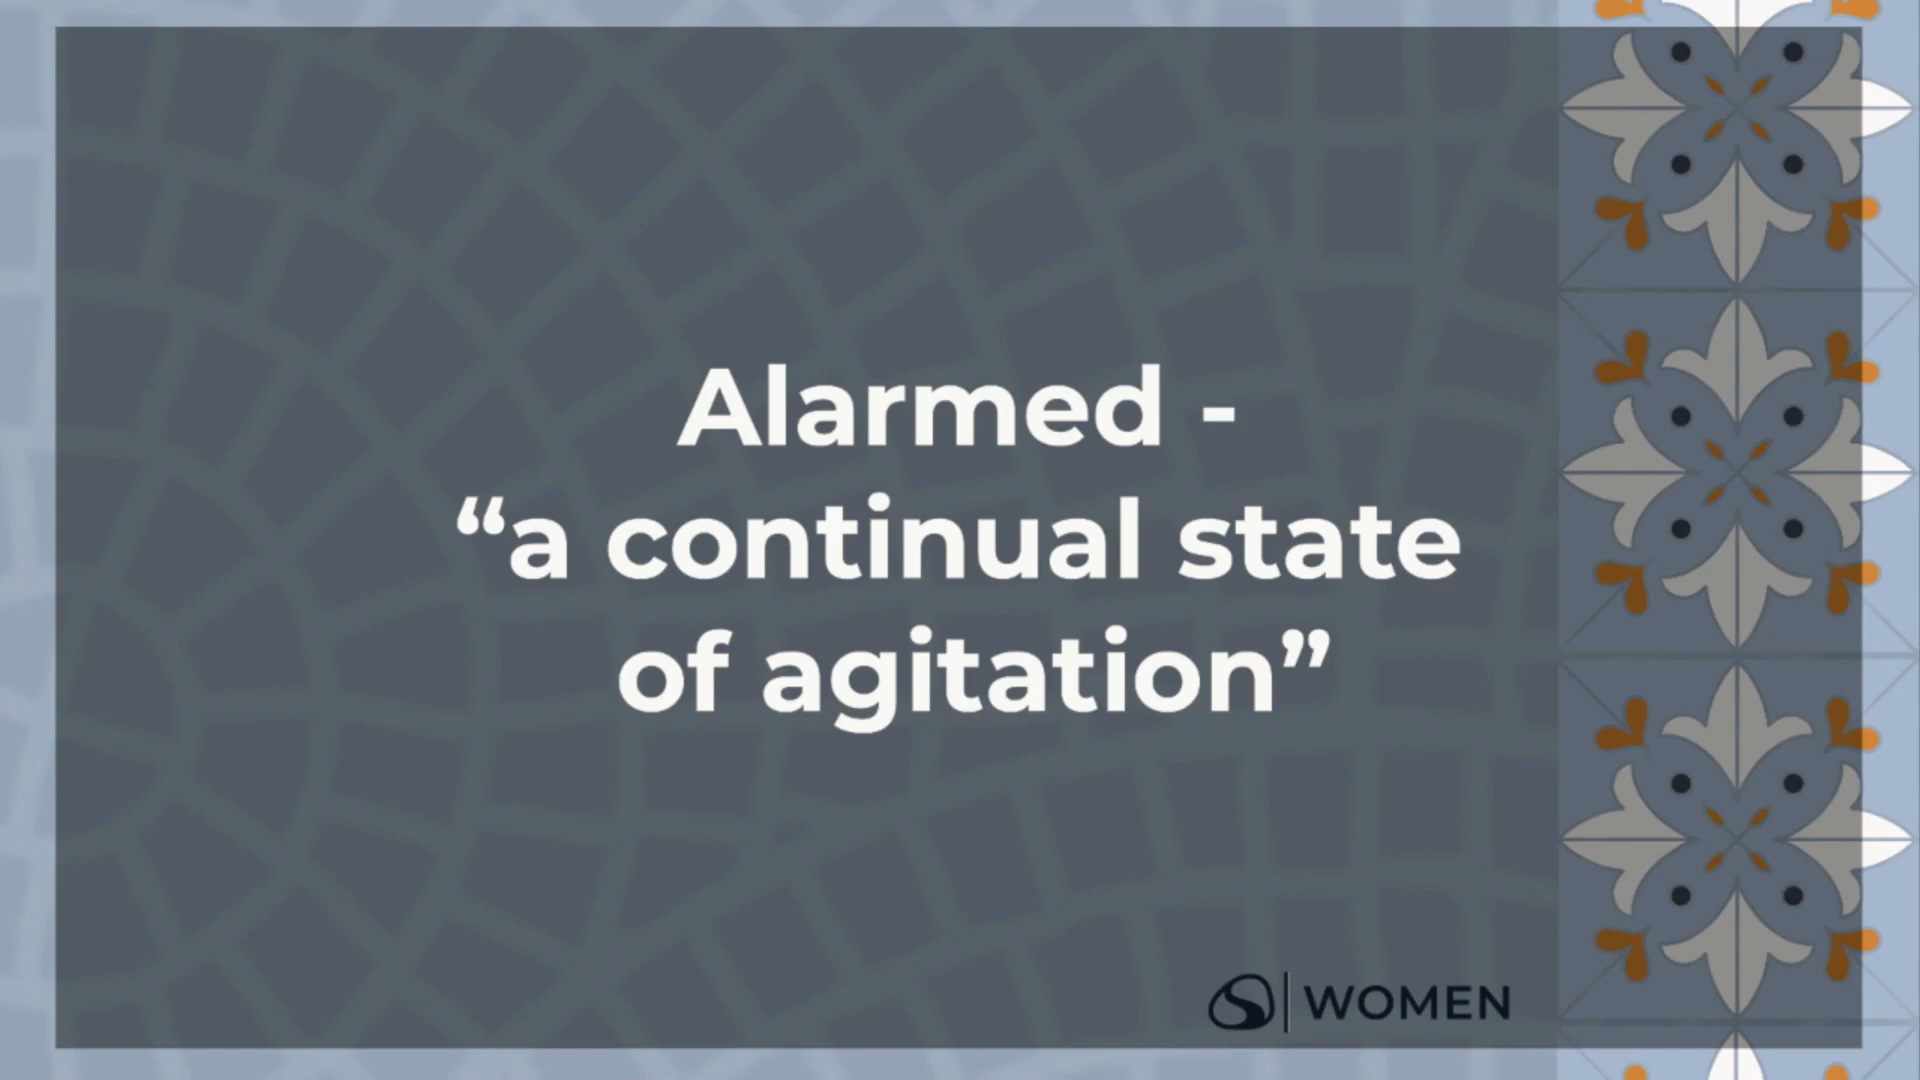 Alarmed -
“a continual state
of agitation”
WOMEN